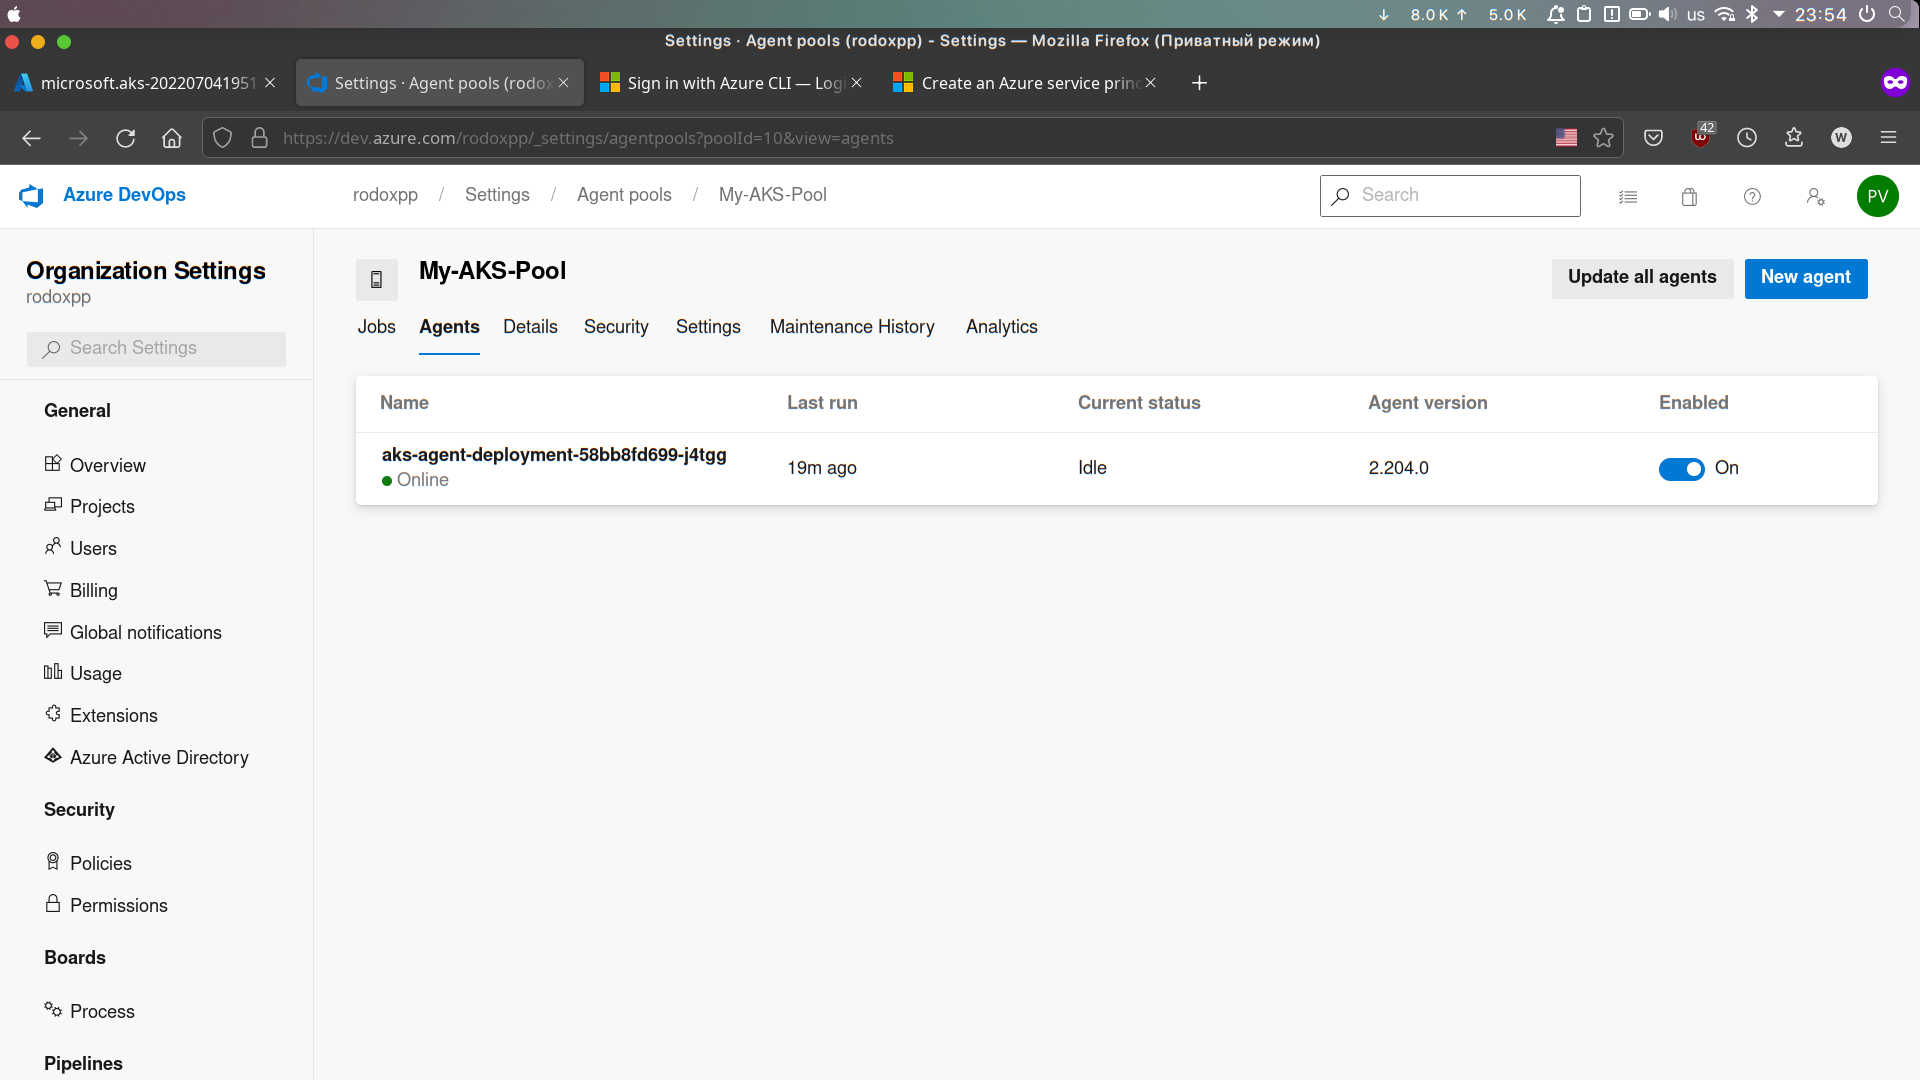 ↓ 8.0 K ↑ 5.0 K us 23:54
Settings · Agent pools (rodoxpp) - Settings — Mozilla Firefox (Приватный режим)
microsoft.aks-202207041951
Settings · Agent pools (rodox
Sign in with Azure CLI — Logi
Create an Azure service princ
https://dev.azure.com/rodoxpp/_settings/agentpools?poolId=10&view=agents
42
W
Azure DevOps
rodoxpp / Settings / Agent pools / My-AKS-Pool
Search
PV
Organization Settings
rodoxpp
Search Settings
General
Overview
Projects
Users
Billing
Global notifications
Usage
Extensions
Azure Active Directory
Security
Policies
Permissions
Boards
Process
Pipelines
My-AKS-Pool
Update all agents
New agent
Jobs Agents Details Security Settings Maintenance History Analytics
Name Last run Current status Agent version Enabled
aks-agent-deployment-58bb8fd699-j4tgg
Online
19m ago Idle 2.204.0 On